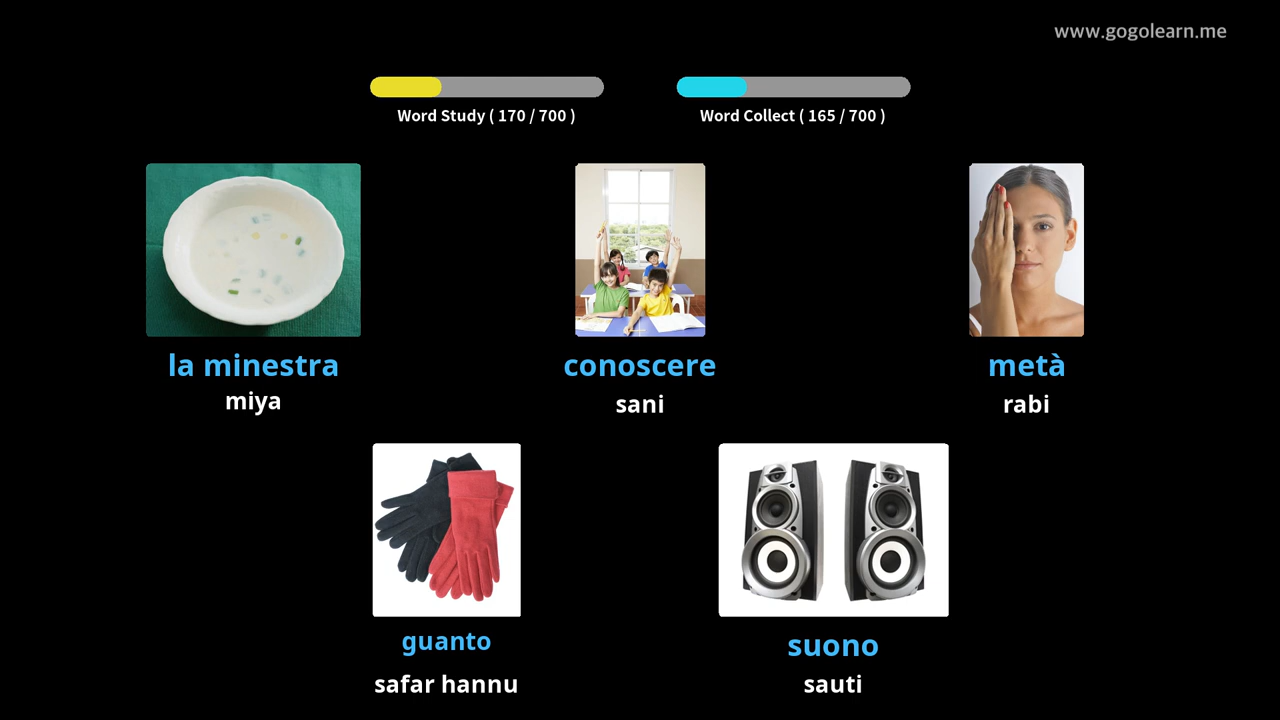 www.gogolearn.me
Word Study ( 170 / 700 )
Word Collect ( 165 / 700 )
la minestra
miya
conoscere
sani
metà
rabi
guanto
safar hannu
suono
sauti